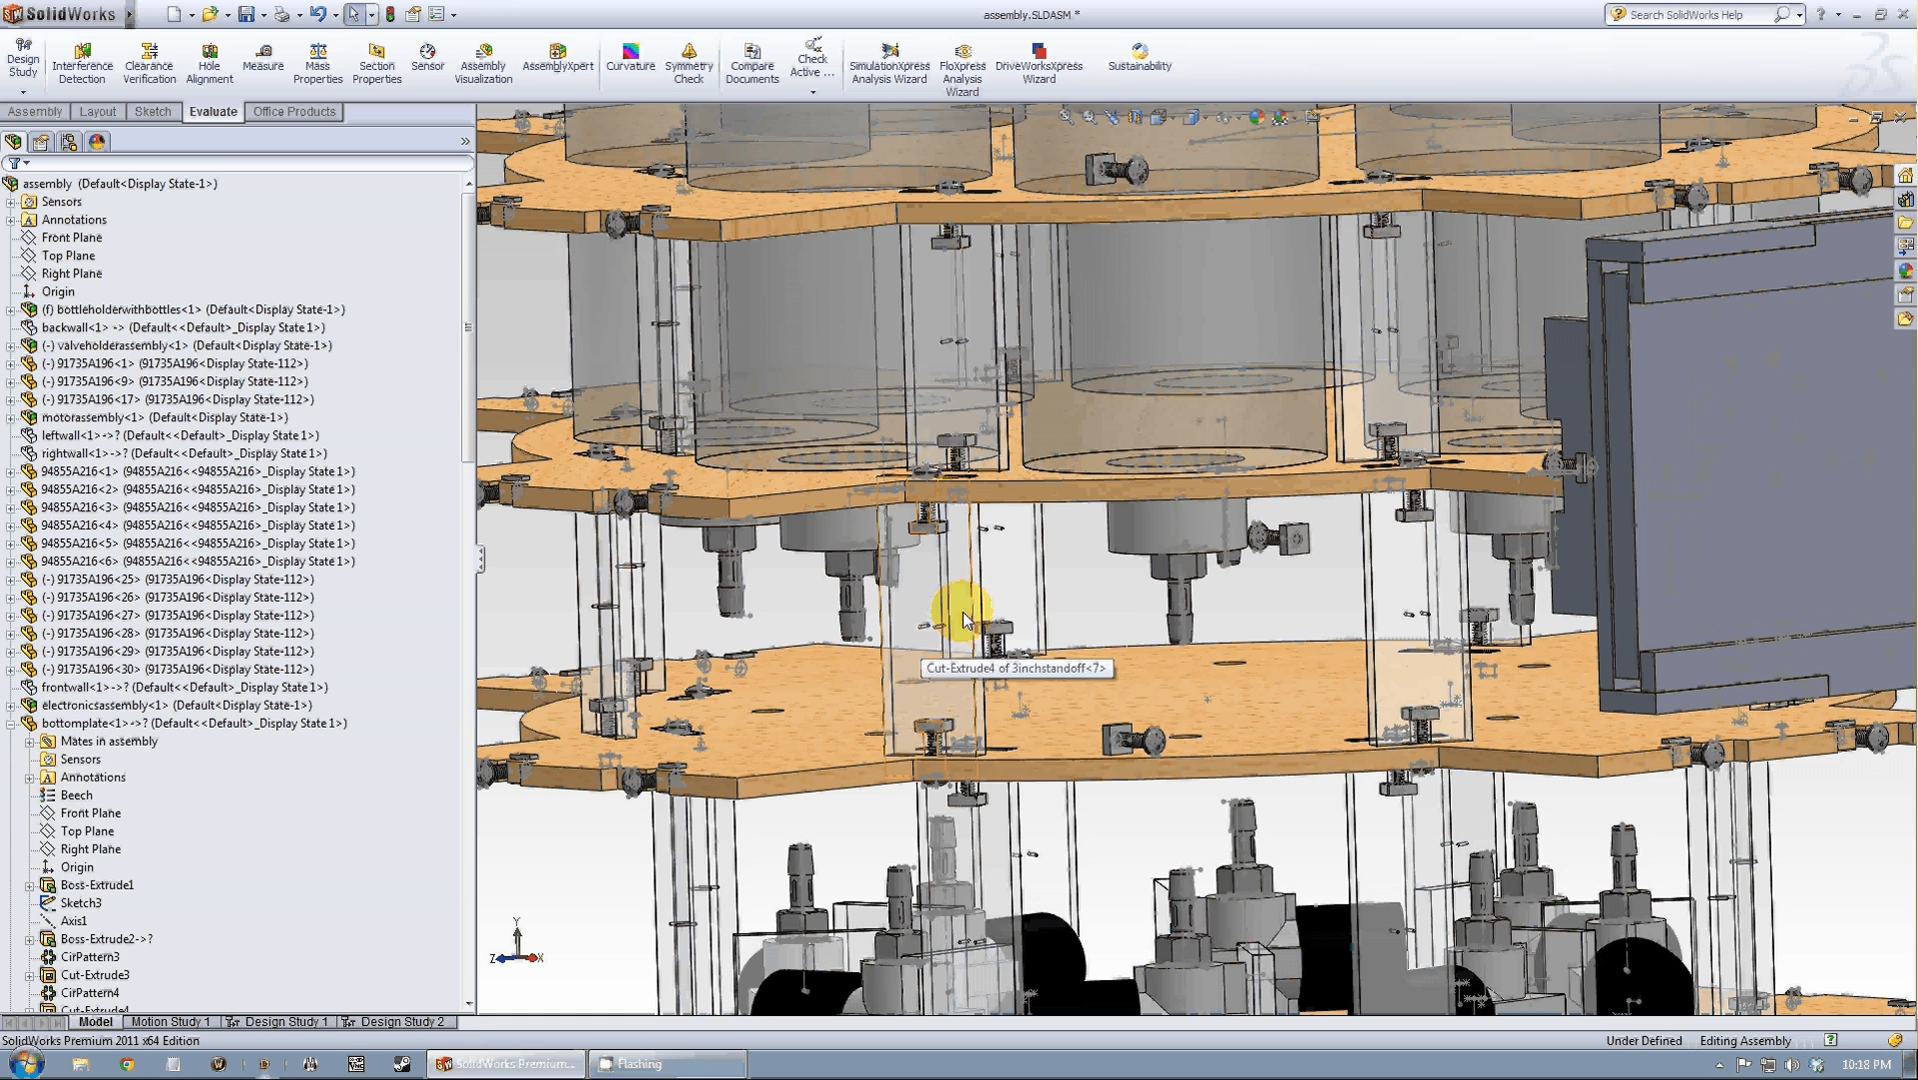 SolidWorks
assembly.SLDASM *
Search SolidWorks Help
Design Study
Interference Detection
Clearance Verification
Hole Alignment
Measure
Mass Properties
Section Properties
Sensor
Assembly Visualization
AssemblyXpert
Curvature
Symmetry Check
Compare Documents
Check Active ...
SimulationXpress Analysis Wizard
FloXpress Analysis Wizard
DriveWorksXpress Wizard
Sustainability
Assembly Layout Sketch Evaluate Office Products
assembly (Default<Display State-1>)
Sensors
Annotations
Front Plane
Top Plane
Right Plane
Origin
(f) bottleholderwithbottles<1> (Default<Display State-1>)
backwall<1> -> (Default<<Default>_Display State 1>)
(-) valveholderassembly<1> (Default<Display State-1>)
(-) 91735A196<1> (91735A196<Display State-112>)
(-) 91735A196<9> (91735A196<Display State-112>)
(-) 91735A196<17> (91735A196<Display State-112>)
motorassembly<1> (Default<Display State-1>)
leftwall<1>->? (Default<<Default>_Display State 1>)
rightwall<1>->? (Default<<Default>_Display State 1>)
94855A216<1> (94855A216<<94855A216>_Display State 1>)
94855A216<2> (94855A216<<94855A216>_Display State 1>)
94855A216<3> (94855A216<<94855A216>_Display State 1>)
94855A216<4> (94855A216<<94855A216>_Display State 1>)
94855A216<5> (94855A216<<94855A216>_Display State 1>)
94855A216<6> (94855A216<<94855A216>_Display State 1>)
(-) 91735A196<25> (91735A196<Display State-112>)
(-) 91735A196<26> (91735A196<Display State-112>)
(-) 91735A196<27> (91735A196<Display State-112>)
(-) 91735A196<28> (91735A196<Display State-112>)
(-) 91735A196<29> (91735A196<Display State-112>)
(-) 91735A196<30> (91735A196<Display State-112>)
frontwall<1>->? (Default<<Default>_Display State 1>)
electronicsassembly<1> (Default<Display State-1>)
bottomplate<1>->? (Default<<Default>_Display State 1>)
Mates in assembly
Sensors
Annotations
Beech
Front Plane
Top Plane
Right Plane
Origin
Boss-Extrude1
Sketch3
Axis1
Boss-Extrude2->?
CirPattern3
Cut-Extrude3
CirPattern4
Cut-Extrude4
Cut-Extrude4 of 3inchstandoff<7>
Y
Z X
Model Motion Study 1 Design Study 1 Design Study 2
SolidWorks Premium 2011 x64 Edition
Under Defined Editing Assembly
SolidWorks Premium...
Flashing
10:18 PM